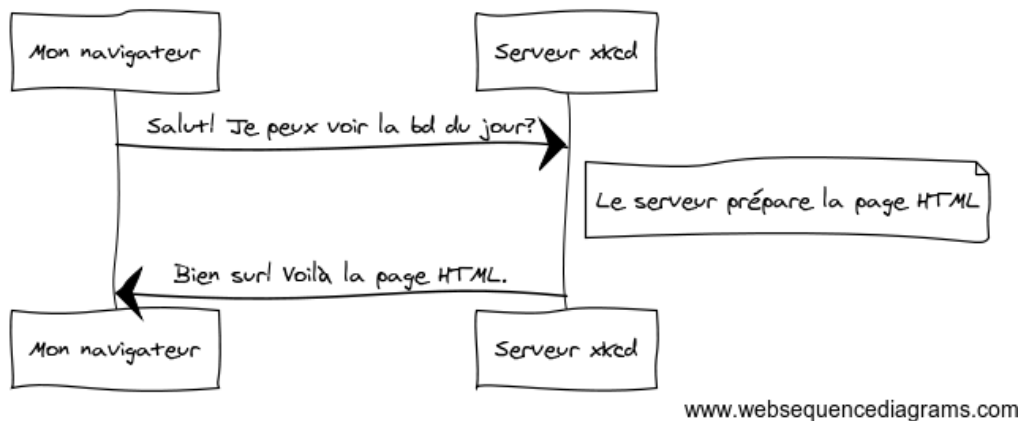 Mon navigateur
Serveur xkcd
Salut! Je peux voir la bd du jour?
Le serveur prépare la page HTML
Bien sur! Voilà la page HTML.
Mon navigateur
Serveur xkcd
www.websequencediagrams.com